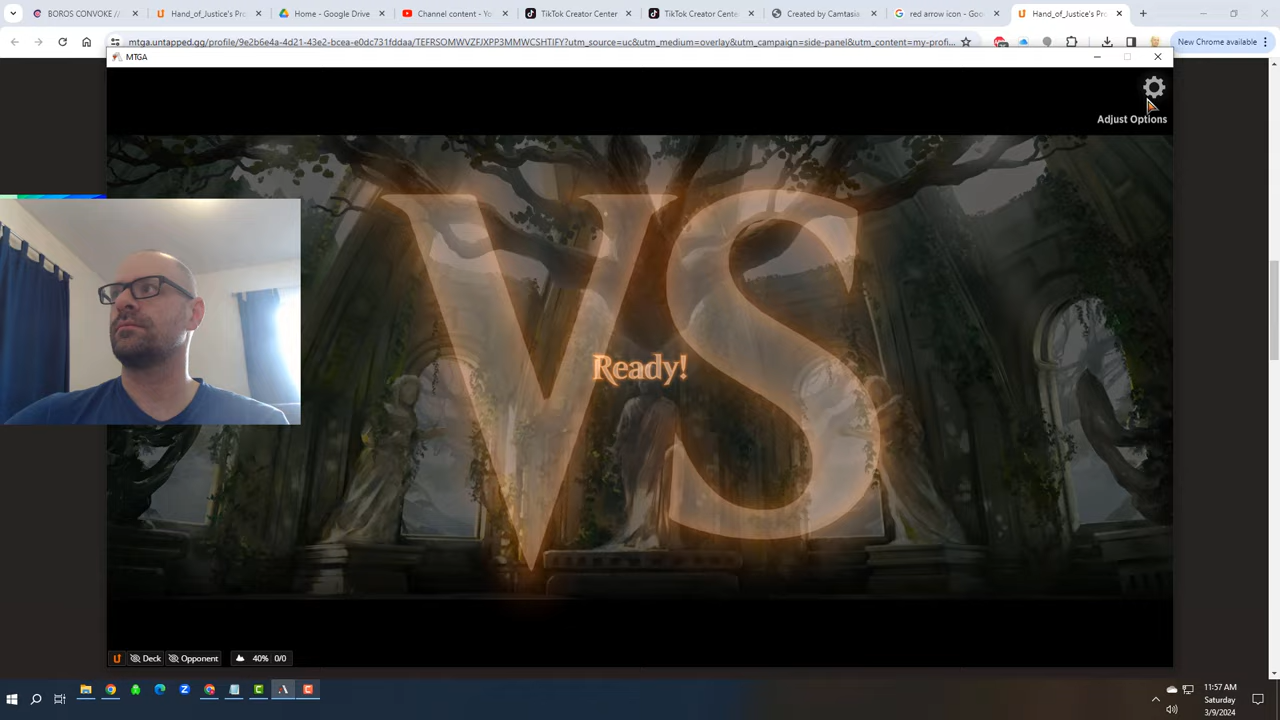 BOROS CONVOKE //
Hand_of_Justice's Pro
Home - Google Drive
Channel content - Yo
TikTok Creator Center
TikTok Creator Center
Created by Camtasia
red arrow icon - Goo
Hand_of_Justice's Pro
mtga.untapped.gg/profile/9e2b6e4a-4d21-43e2-bcea-e0dc731fddaa/TEFRSOMWVZFJXPP3MMWCSHTIFY?utm_source=uc&utm_medium=overlay&utm_campaign=side-panel&utm_content=my-profi...
New Chrome available
MTGA
Adjust Options
VS
Ready!
Deck
Opponent
40% 0/0
11:57 AM
Saturday
3/9/2024